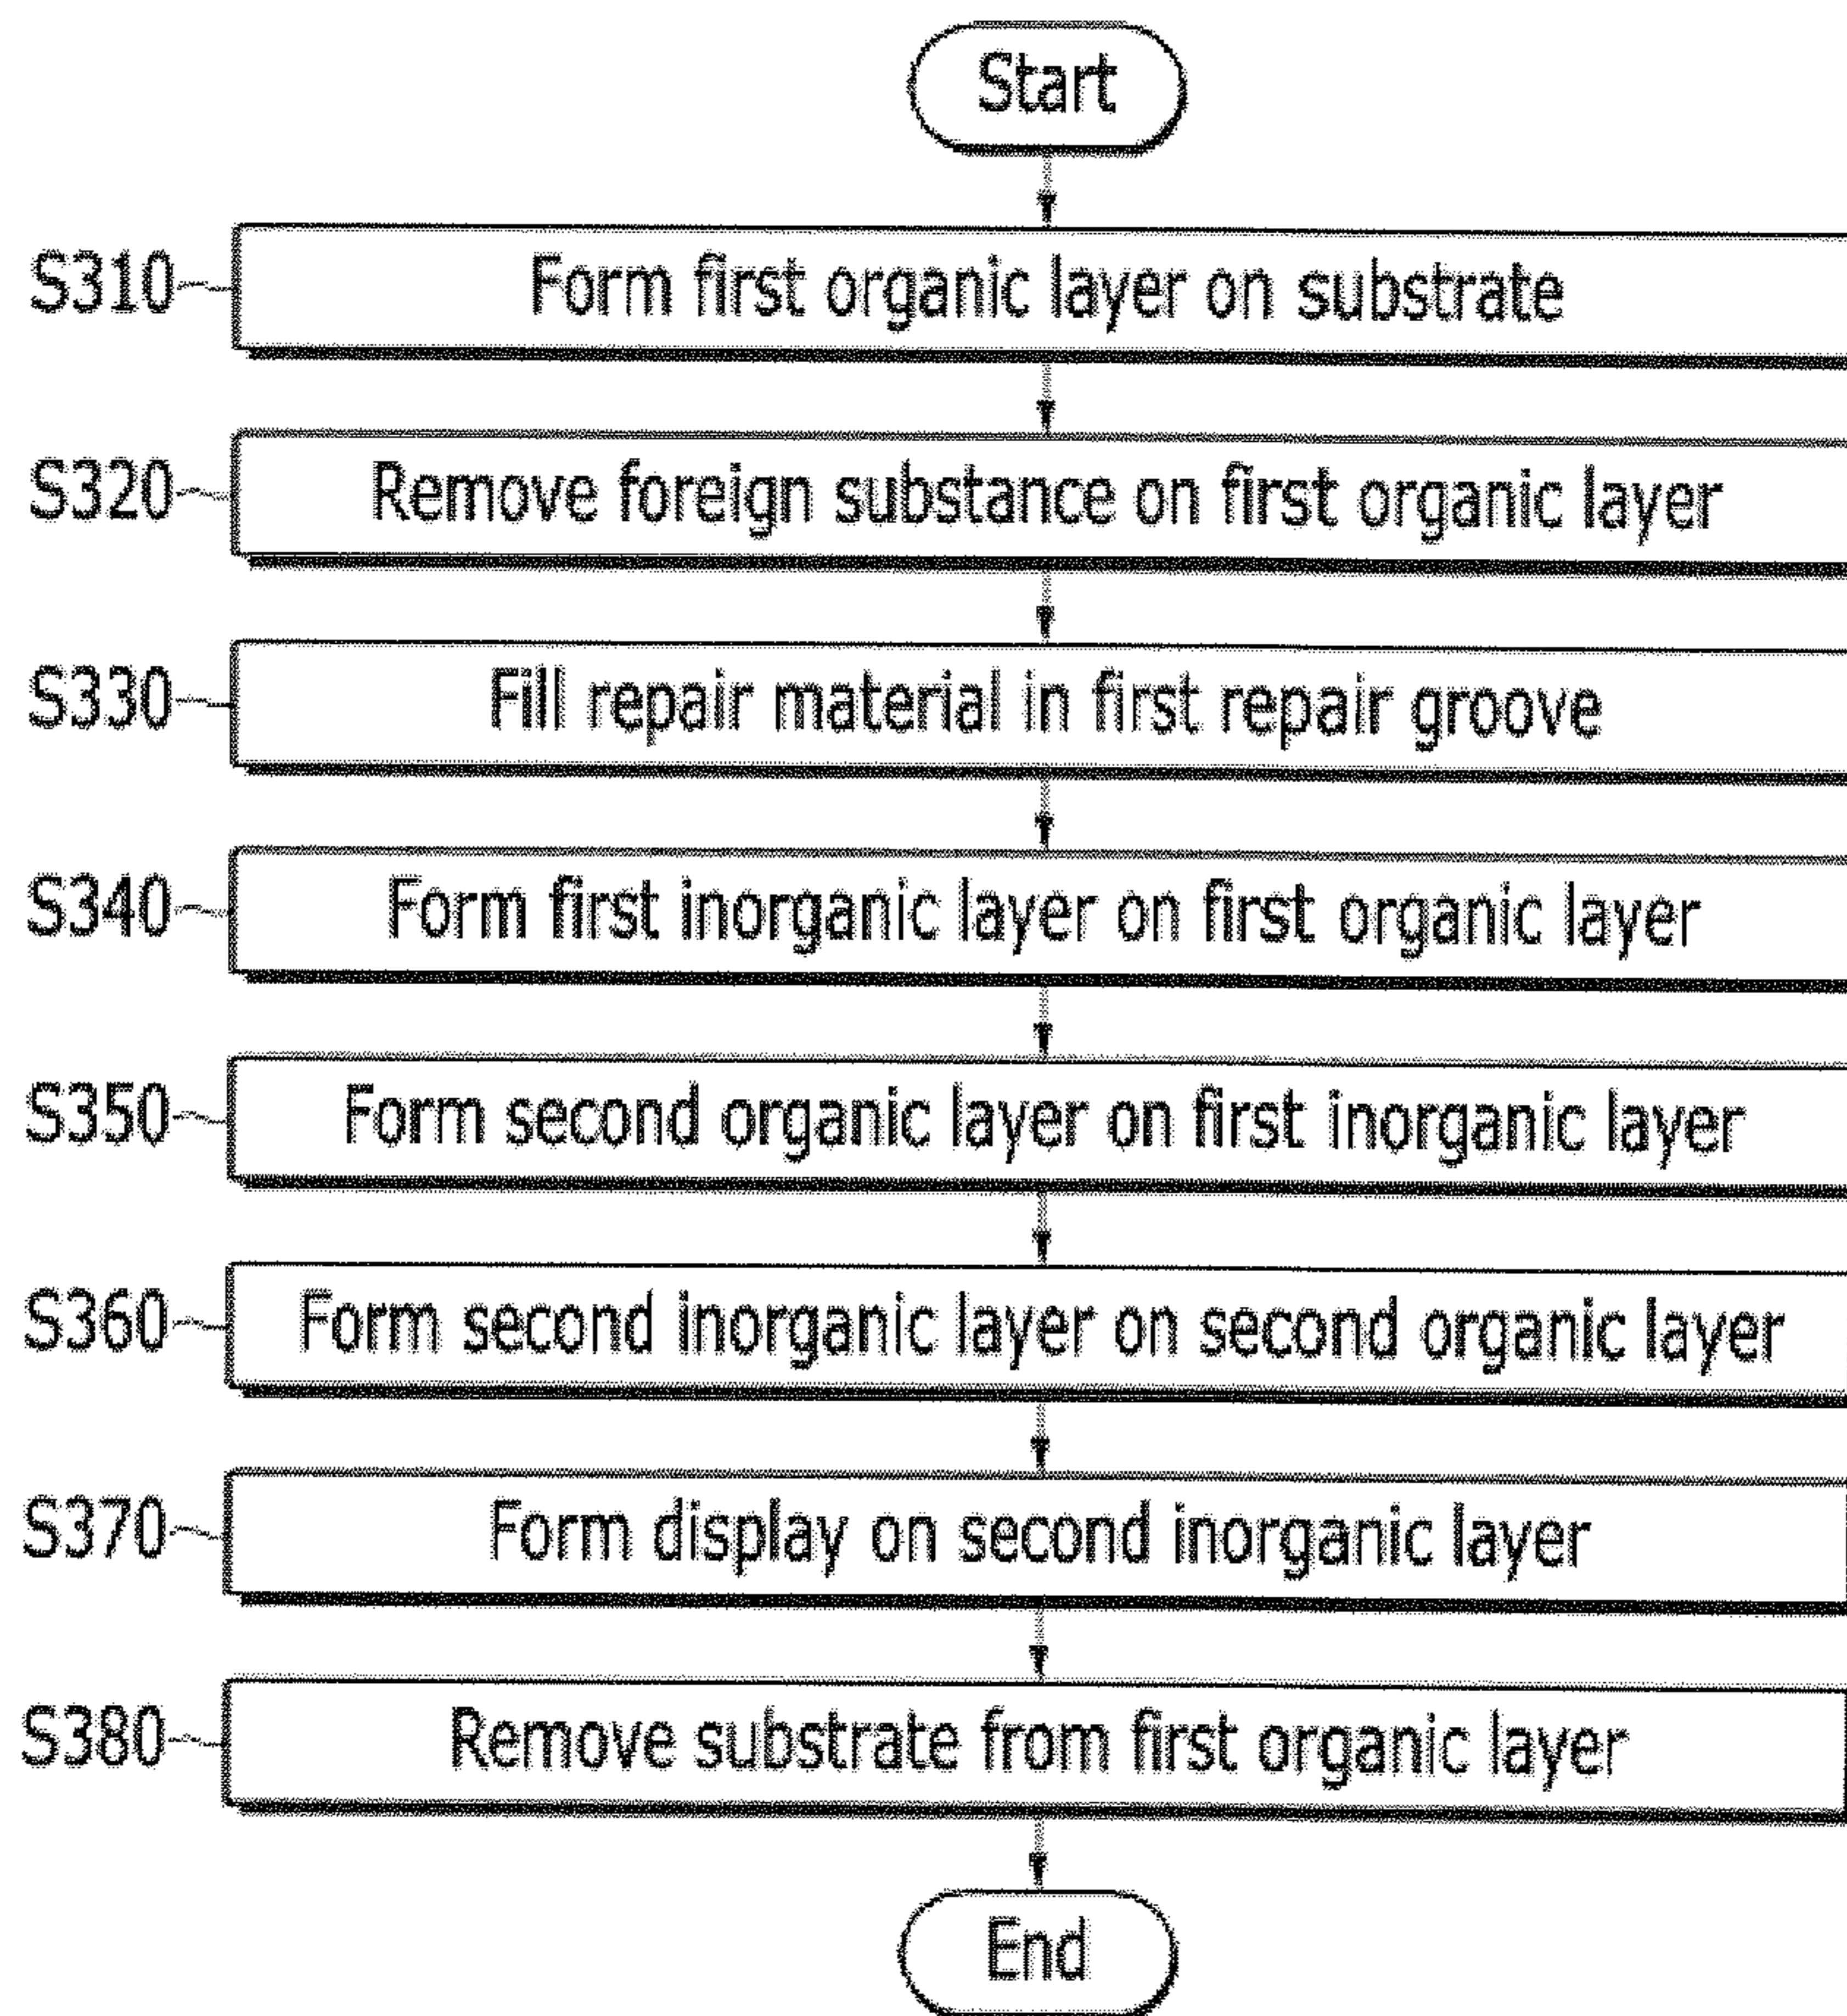 Start
S310 Form first organic layer on substrate
S320 Remove foreign substance on first organic layer
S330 Fill repair material in first repair groove
S340 Form first inorganic layer on first organic layer
S350 Form second organic layer on first inorganic layer
S360 Form second inorganic layer on second organic layer
S370 Form display on second inorganic layer
S380 Remove substrate from first organic layer
End